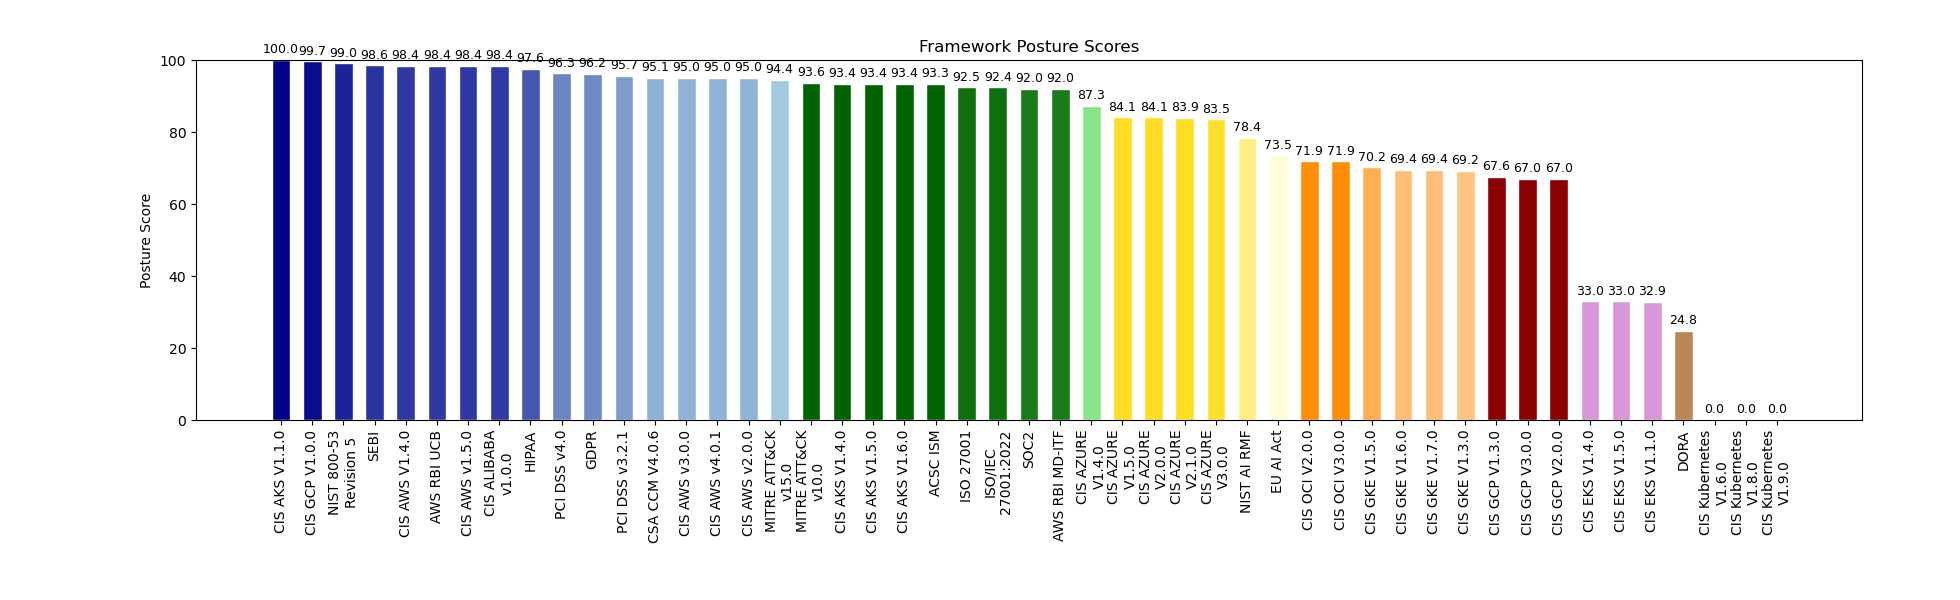 Framework Posture Scores
Posture Score
100
80
60
40
20
0
100.0
99.7
99.0
98.6
98.4
98.4
98.4
98.4
97.6
96.3
96.2
95.7
95.1
95.0
95.0
95.0
94.4
93.6
93.4
93.4
93.4
93.3
92.5
92.4
92.0
92.0
87.3
84.1
84.1
83.9
83.5
78.4
73.5
71.9
71.9
70.2
69.4
69.4
69.2
67.6
67.0
67.0
33.0
33.0
32.9
24.8
0.0
0.0
0.0
CIS AKS V1.1.0
CIS GCP V1.0.0
NIST 800-53
Revision 5
SEBI
CIS AWS V1.4.0
AWS RBI UCB
CIS AWS v1.5.0
CIS ALIBABA
v1.0.0
HIPAA
PCI DSS v4.0
GDPR
PCI DSS v3.2.1
CSA CCM V4.0.6
CIS AWS v3.0.0
CIS AWS v4.0.1
CIS AWS v2.0.0
MITRE ATT&CK
v15.0
MITRE ATT&CK
v10.0
CIS AKS V1.4.0
CIS AKS V1.5.0
CIS AKS V1.6.0
ACSC ISM
ISO 27001
ISO/IEC
27001:2022
SOC2
AWS RBI MD-ITF
CIS AZURE
V1.4.0
CIS AZURE
V1.5.0
CIS AZURE
V2.0.0
CIS AZURE
V2.1.0
CIS AZURE
V3.0.0
NIST AI RMF
EU AI Act
CIS OCI V2.0.0
CIS OCI V3.0.0
CIS GKE V1.5.0
CIS GKE V1.6.0
CIS GKE V1.7.0
CIS GKE V1.3.0
CIS GCP V1.3.0
CIS GCP V3.0.0
CIS GCP V2.0.0
CIS EKS V1.4.0
CIS EKS V1.5.0
CIS EKS V1.1.0
DORA
CIS Kubernetes
V1.6.0
CIS Kubernetes
V1.8.0
CIS Kubernetes
V1.9.0